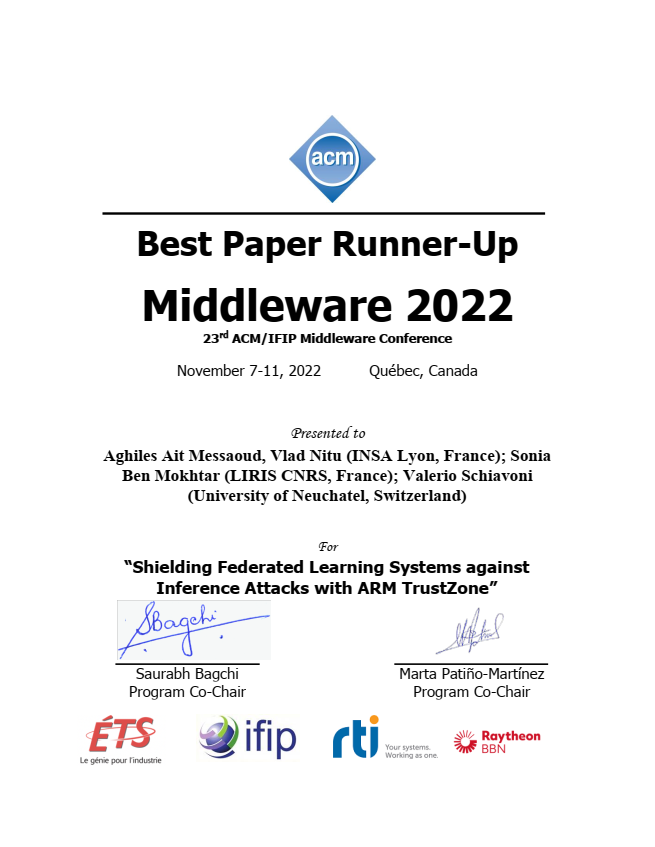 acm
Best Paper Runner-Up
Middleware 2022
23rd ACM/IFIP Middleware Conference
November 7-11, 2022 Québec, Canada
Presented to
Aghiles Ait Messaoud, Vlad Nitu (INSA Lyon, France); Sonia
Ben Mokhtar (LIRIS CNRS, France); Valerio Schiavoni
(University of Neuchatel, Switzerland)
For
“Shielding Federated Learning Systems against
Inference Attacks with ARM TrustZone”
SBagchi
Saurabh Bagchi Marta Patiño-Martínez
Program Co-Chair Program Co-Chair
ÉTS
Le génie pour l'industrie
ifip
rti
Your systems.
Working as one.
Raytheon
BBN